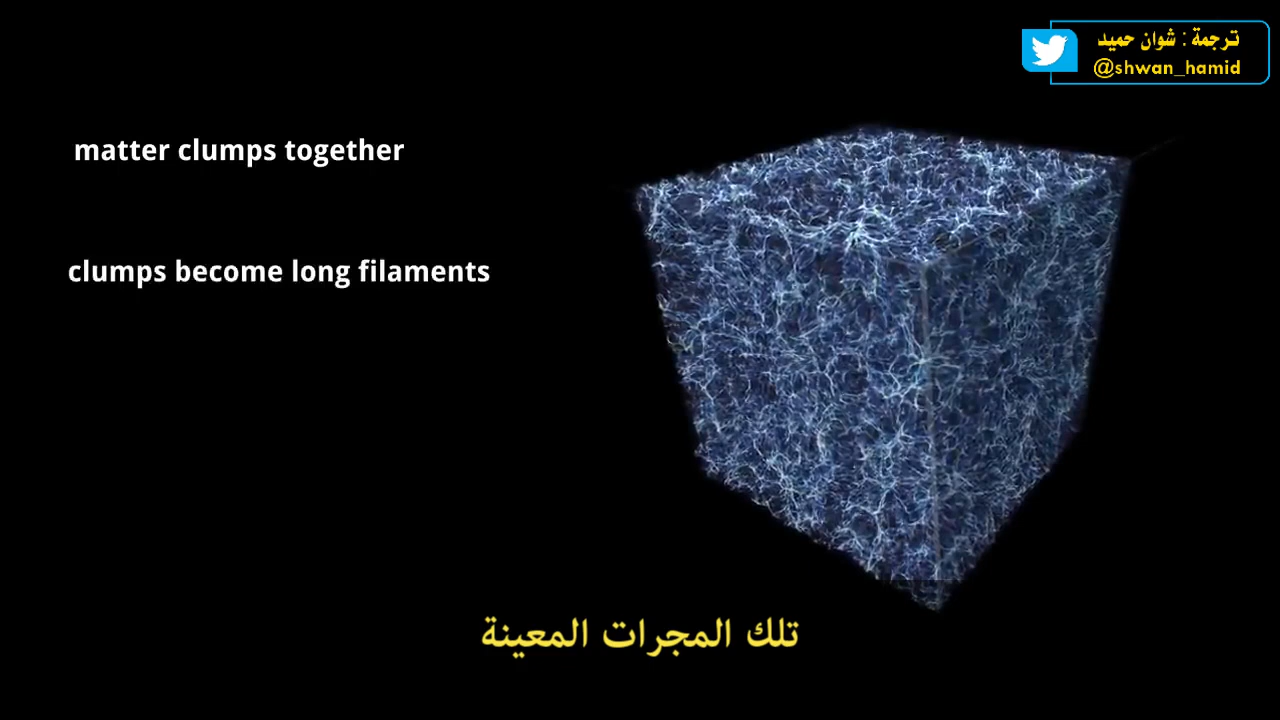 ترجمة : شوان حميد
@shwan_hamid
matter clumps together
clumps become long filaments
تلك المجرات المعينة